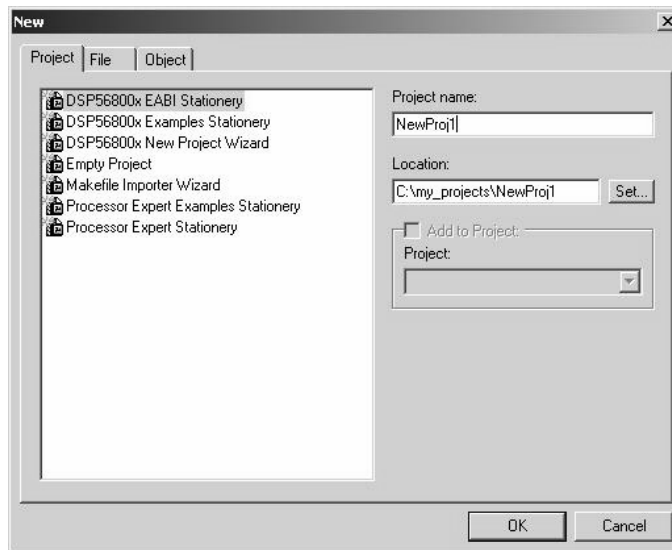 New
Project File Object
DSP56800x EABI Stationery
DSP56800x Examples Stationery
DSP56800x New Project Wizard
Empty Project
Makefile Importer Wizard
Processor Expert Examples Stationery
Processor Expert Stationery
Project name:
NewProj1
Location:
C:\my_projects\NewProj1 Set...
Add to Project:
Project:
OK Cancel